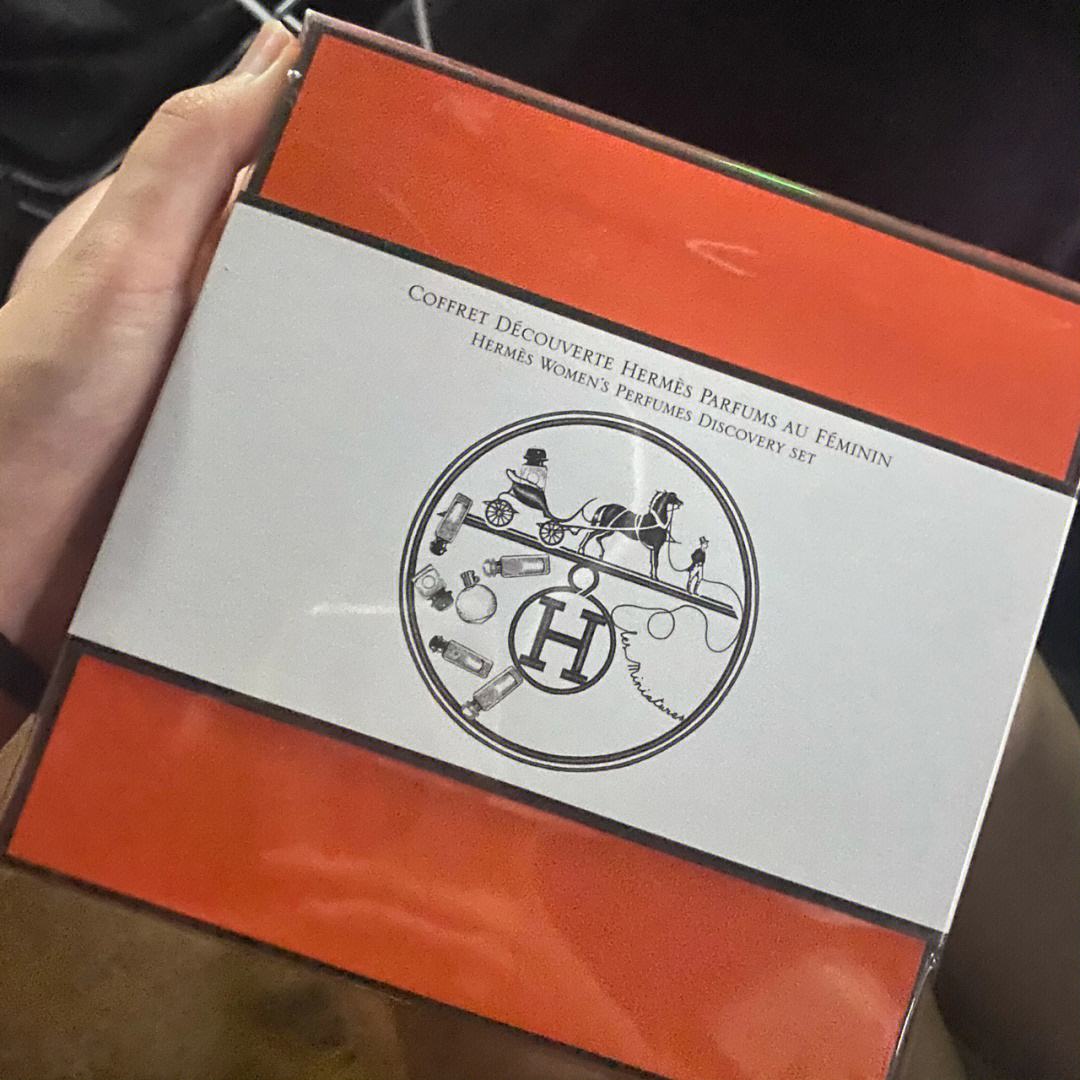 COFFRET DÉCOUVERTE HERMÈS PARFUMS AU FÉMININ
HERMÈS WOMEN'S PERFUMES DISCOVERY SET
H
les Miniatures